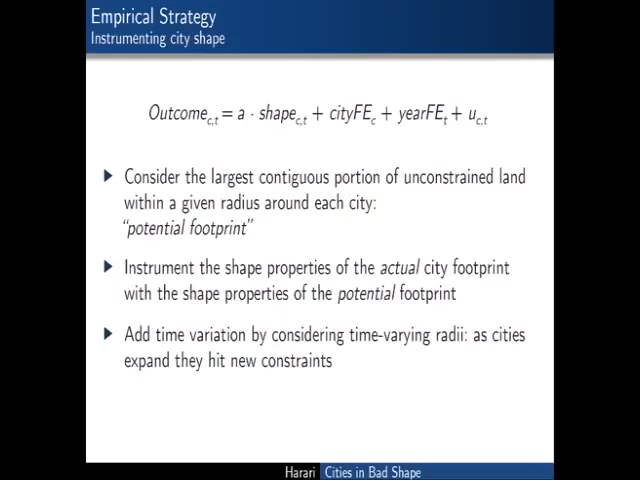 Empirical Strategy
Instrumenting city shape
Outcome_{c,t} = a · shape_{c,t} + cityFE_c + yearFE_t + u_{c,t}
Consider the largest contiguous portion of unconstrained land
within a given radius around each city:
“potential footprint”
Instrument the shape properties of the actual city footprint
with the shape properties of the potential footprint
Add time variation by considering time-varying radii: as cities
expand they hit new constraints
Harari Cities in Bad Shape